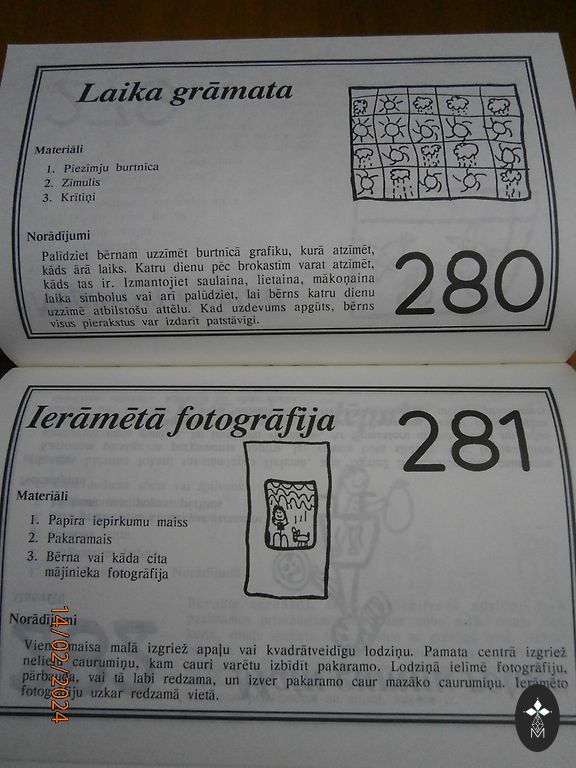 Laika grāmata
Materiāli
1. Piezīmju burtnīca
2. Zīmulis
3. Krītiņi
Norādījumi
Palīdziet bērnam uzzīmēt burtnīcā grafiku, kurā atzīmēt,
kāds ārā laiks. Katru dienu pēc brokastīm varat atzīmēt,
kāds tas ir. Izmantojiet saulaina, lietaina, mākoņaina
laika simbolus vai arī palūdziet, lai bērns katru dienu
uzzīmē atbilstošu attēlu. Kad uzdevums apgūts, bērns
visus pierakstus var izdarīt patstāvīgi.
280
Ierāmētā fotogrāfija
281
Materiāli
1. Papīra iepirkumu maiss
2. Pakaramais
3. Bērna vai kāda cita
mājinieka fotogrāfija
Norādījumi
maisa malā izgriež apaļu vai kvadrātveidīgu lodziņu. Pamata centrā izgriež
caurumiņu, kam cauri varētu izbīdīt pakaramo. Lodziņā ielīmē fotogrāfiju,
vai tā labi redzama, un izver pakaramo caur mazāko caurumiņu. Ierāmēto
fotogrāfiju uzkar redzamā vietā.
14/02/2024
M